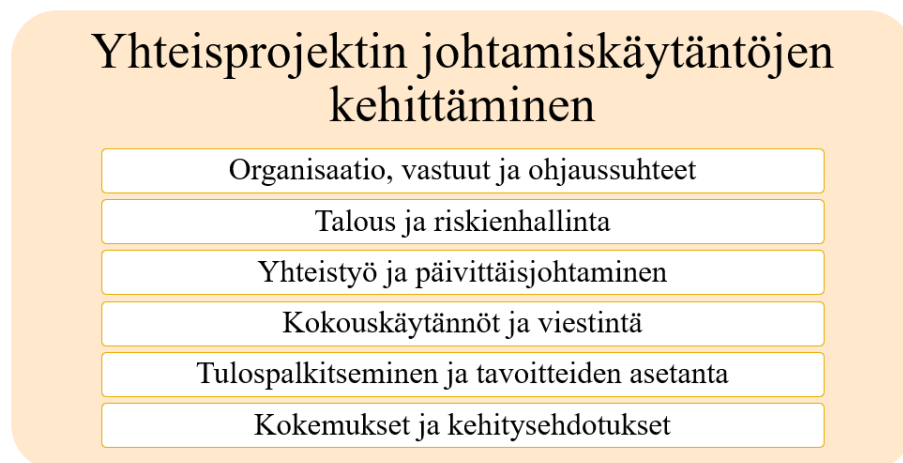 Yhteisprojektin johtamiskäytäntöjen
kehittäminen
Organisaatio, vastuut ja ohjaussuhteet
Talous ja riskienhallinta
Yhteistyö ja päivittäisjohtaminen
Kokouskäytännöt ja viestintä
Tulospalkitseminen ja tavoitteiden asetanta
Kokemukset ja kehitysehdotukset